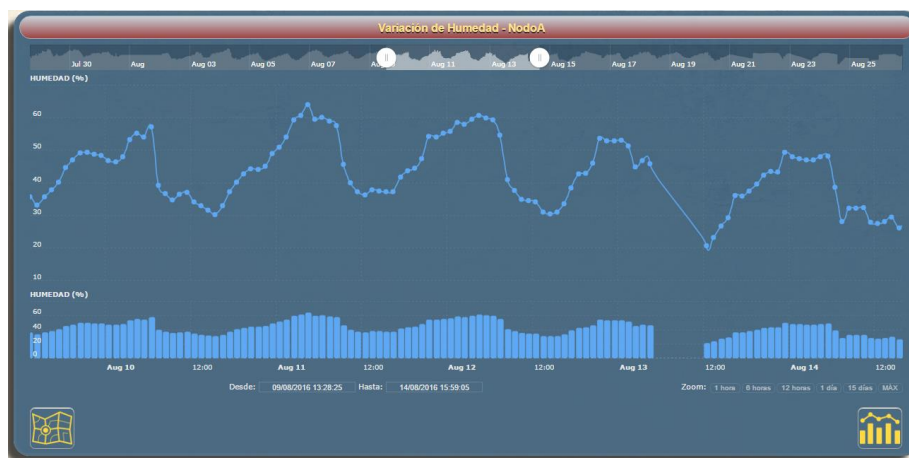 Variación de Humedad - NodoA
Jul 30 Aug Aug 03 Aug 05 Aug 07 Aug 11 Aug 13 Aug 15 Aug 17 Aug 19 Aug 21 Aug 23 Aug 25
HUMEDAD (%)
60
50
40
30
20
10
HUMEDAD (%)
60
40
20
0
Aug 10 12:00 Aug 11 12:00 Aug 12 12:00 Aug 13 12:00 Aug 14 12:00
Desde: 09/08/2016 13:28:25 Hasta: 14/08/2016 15:59:05 Zoom: 1 hora 6 horas 12 horas 1 día 15 días MÁX